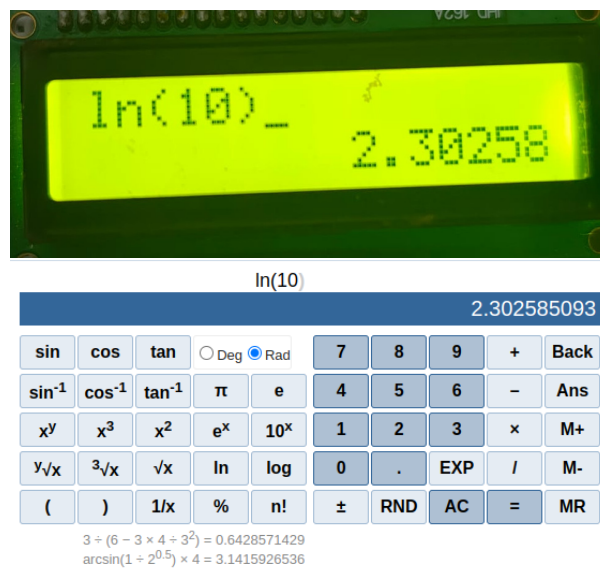 ln(10)_
2.30258
ln(10)
2.302585093
sin cos tan Deg Rad 7 8 9 + Back
sin⁻¹ cos⁻¹ tan⁻¹ π e 4 5 6 − Ans
xʸ x³ x² eˣ 10ˣ 1 2 3 × M+
ʸ√x ³√x √x ln log 0 . EXP / M-
( ) 1/x % n! ± RND AC = MR
3 ÷ (6 − 3 × 4 ÷ 3²) = 0.6428571429
arcsin(1 ÷ 2⁰·⁵) × 4 = 3.1415926536